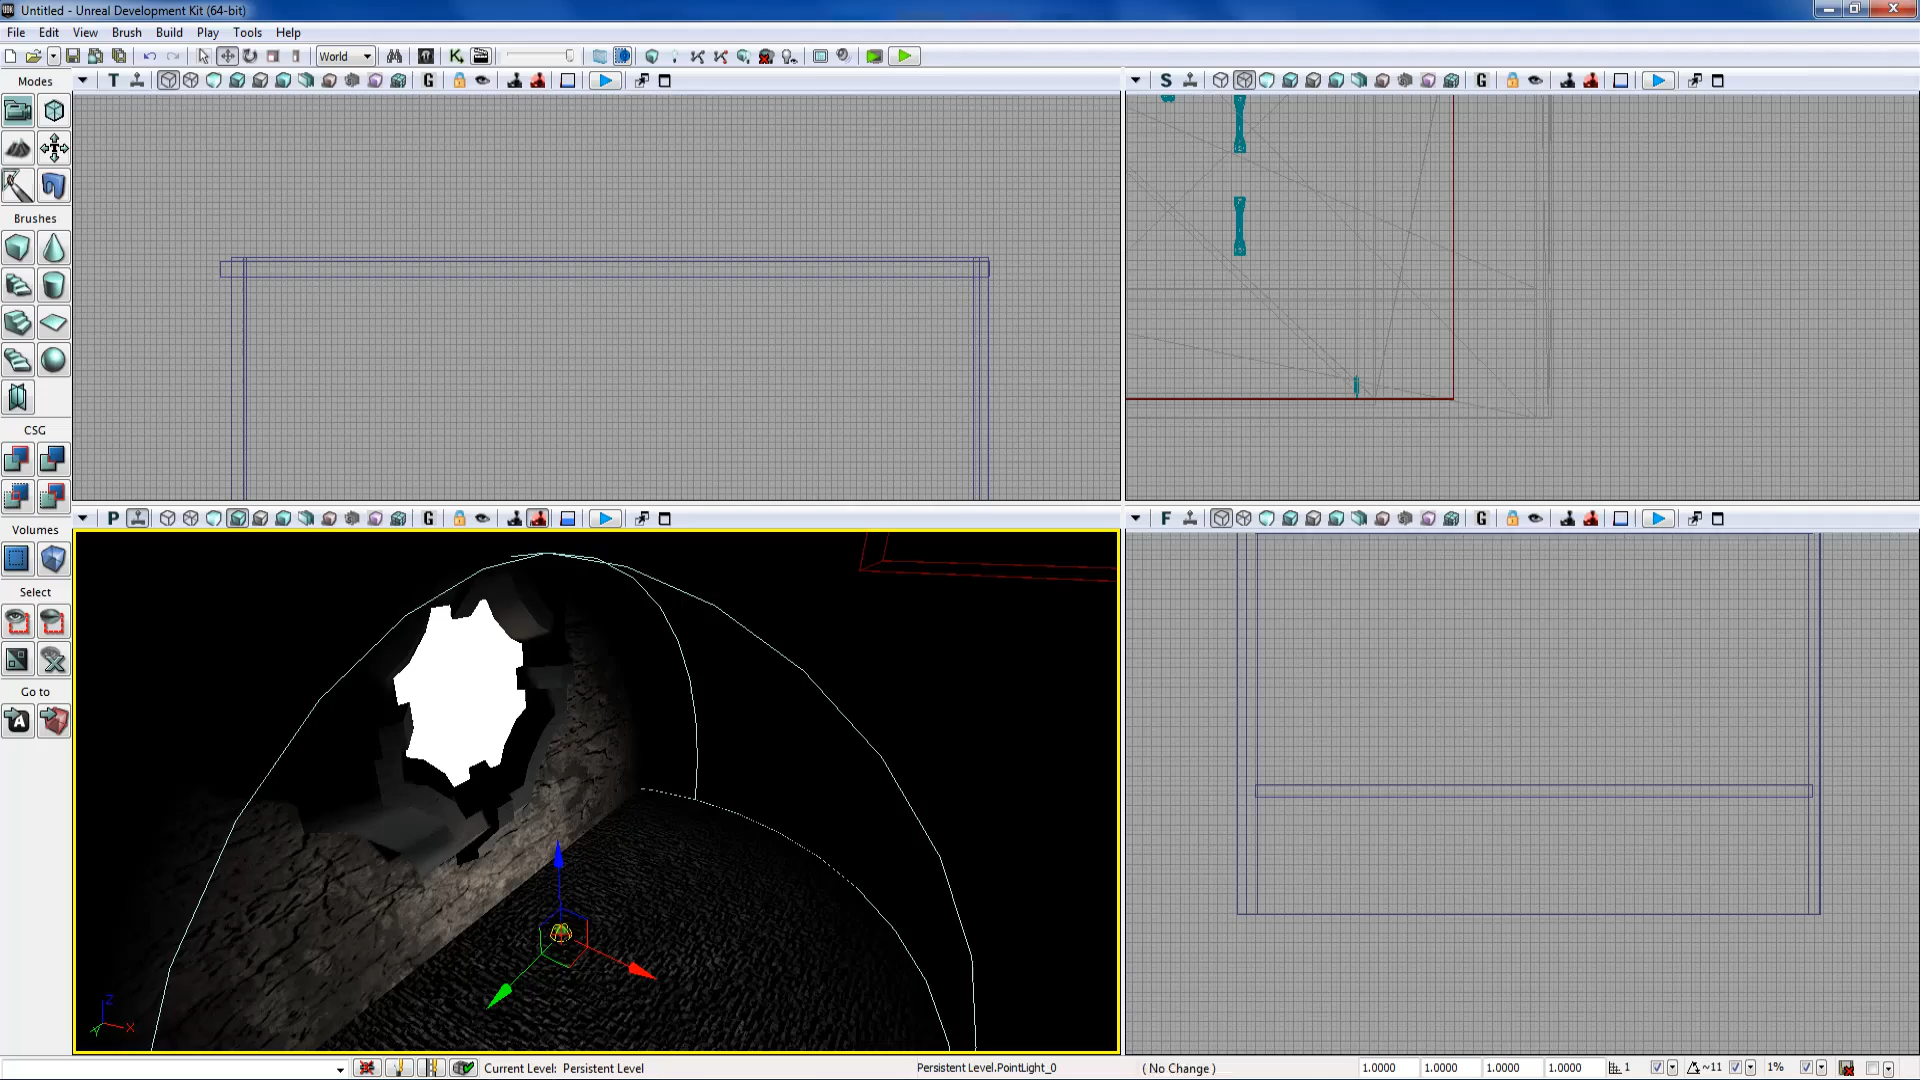 Untitled - Unreal Development Kit (64-bit)
File Edit View Brush Build Play Tools Help
World
Modes
T G
S G
Brushes
CSG
P G
F G
Volumes
Select
Go to
A
Z
Y X
Current Level: Persistent Level
Persistent Level.PointLight_0
( No Change )
1.0000 1.0000 1.0000 1.0000
1
~11
1%